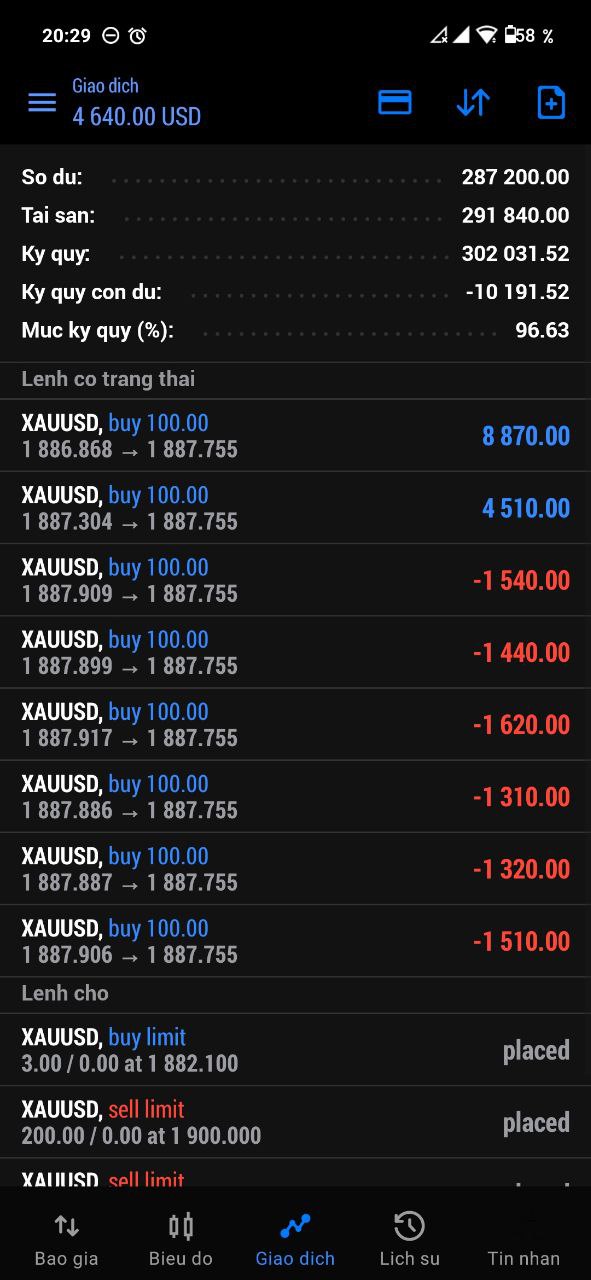 20:29
58 %
Giao dich
4 640.00 USD
So du: 287 200.00
Tai san: 291 840.00
Ky quy: 302 031.52
Ky quy con du: -10 191.52
Muc ky quy (%): 96.63
Lenh co trang thai
XAUUSD, buy 100.00
1 886.868 → 1 887.755
8 870.00
XAUUSD, buy 100.00
1 887.304 → 1 887.755
4 510.00
XAUUSD, buy 100.00
1 887.909 → 1 887.755
-1 540.00
XAUUSD, buy 100.00
1 887.899 → 1 887.755
-1 440.00
XAUUSD, buy 100.00
1 887.917 → 1 887.755
-1 620.00
XAUUSD, buy 100.00
1 887.886 → 1 887.755
-1 310.00
XAUUSD, buy 100.00
1 887.887 → 1 887.755
-1 320.00
XAUUSD, buy 100.00
1 887.906 → 1 887.755
-1 510.00
Lenh cho
XAUUSD, buy limit
3.00 / 0.00 at 1 882.100
placed
XAUUSD, sell limit
200.00 / 0.00 at 1 900.000
placed
XAUUSD, sell limit
Bao gia
Bieu do
Giao dich
Lich su
Tin nhan